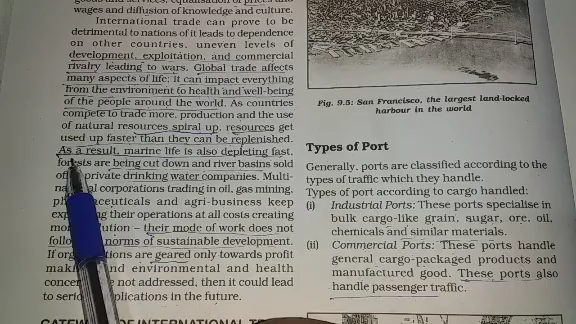 wages and diffusion of knowledge and culture.
International trade can prove to be
detrimental to nations of it leads to dependence
on other countries, uneven levels of
development, exploitation, and commercial
rivalry leading to wars. Global trade affects
many aspects of life; it can impact everything
from the environment to health and well-being
of the people around the world. As countries
compete to trade more, production and the use
of natural resources spiral up, resources get
used up faster than they can be replenished.
As a result, marine life is also depleting fast,
forests are being cut down and river basins sold
private drinking water companies. Multi-
corporations trading in oil, gas mining,
and agri-business keep
their operations at all costs creating
their mode of work does not
norms of sustainable development.
are geared only towards profit
and environmental and health
not addressed, then it could lead
to in the future.
Fig. 9.5: San Francisco, the largest land-locked
harbour in the world
Types of Port
Generally, ports are classified according to the
types of traffic which they handle.
Types of port according to cargo handled:
(i) Industrial Ports: These ports specialise in
bulk cargo-like grain, sugar, ore, oil,
chemicals and similar materials.
(ii) Commercial Ports: These ports handle
general cargo-packaged products and
manufactured good. These ports also
handle passenger traffic.